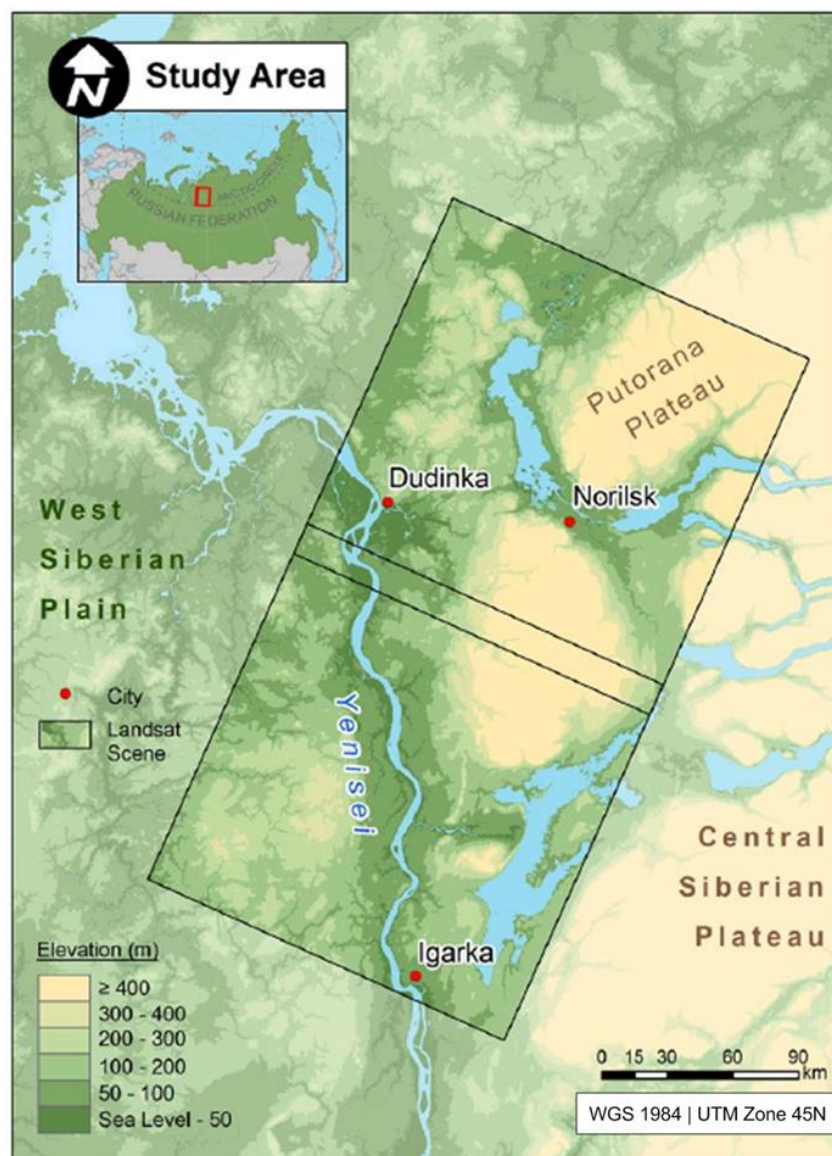 N
Study Area
ARCTIC CIRCLE
RUSSIAN FEDERATION
Putorana
Plateau
Dudinka
Norilsk
West
Siberian
Plain
City
Landsat
Scene
Yenisei
Central
Siberian
Plateau
Igarka
Elevation (m)
≥ 400
300 - 400
200 - 300
100 - 200
50 - 100
Sea Level - 50
0 15 30 60 90
km
WGS 1984 | UTM Zone 45N